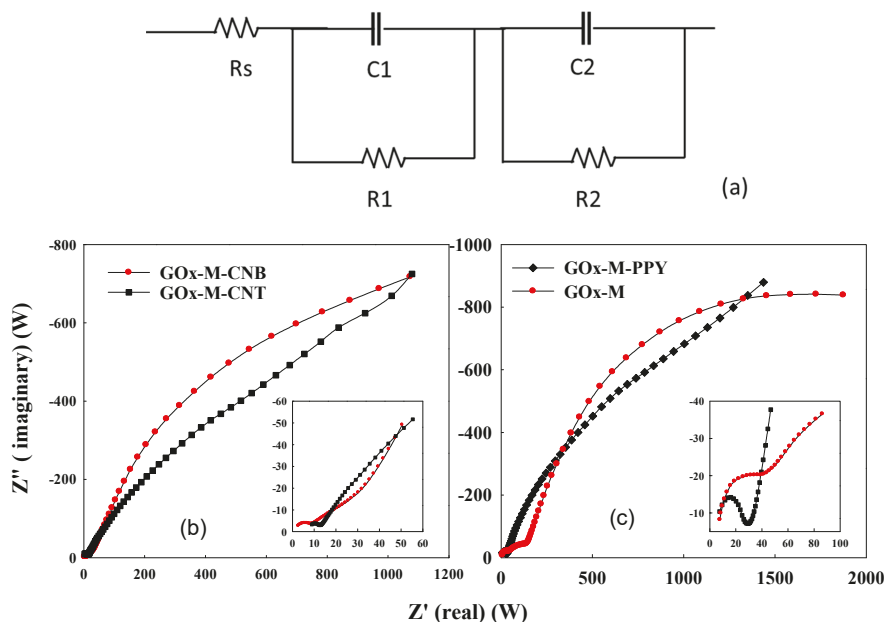 Rs
C1
C2
R1
R2
(a)
Z" ( imaginary) (W)
-800
-600
-400
-200
0
GOx-M-CNB
GOx-M-CNT
-60
-50
-40
-30
-20
-10
0
0 10 20 30 40 50 60
(b)
0 200 400 600 800 1000 1200
-1000
-800
-600
-400
-200
0
GOx-M-PPY
GOx-M
-40
-30
-20
-10
0 20 40 60 80 100
(c)
0 500 1000 1500 2000
Z' (real) (W)